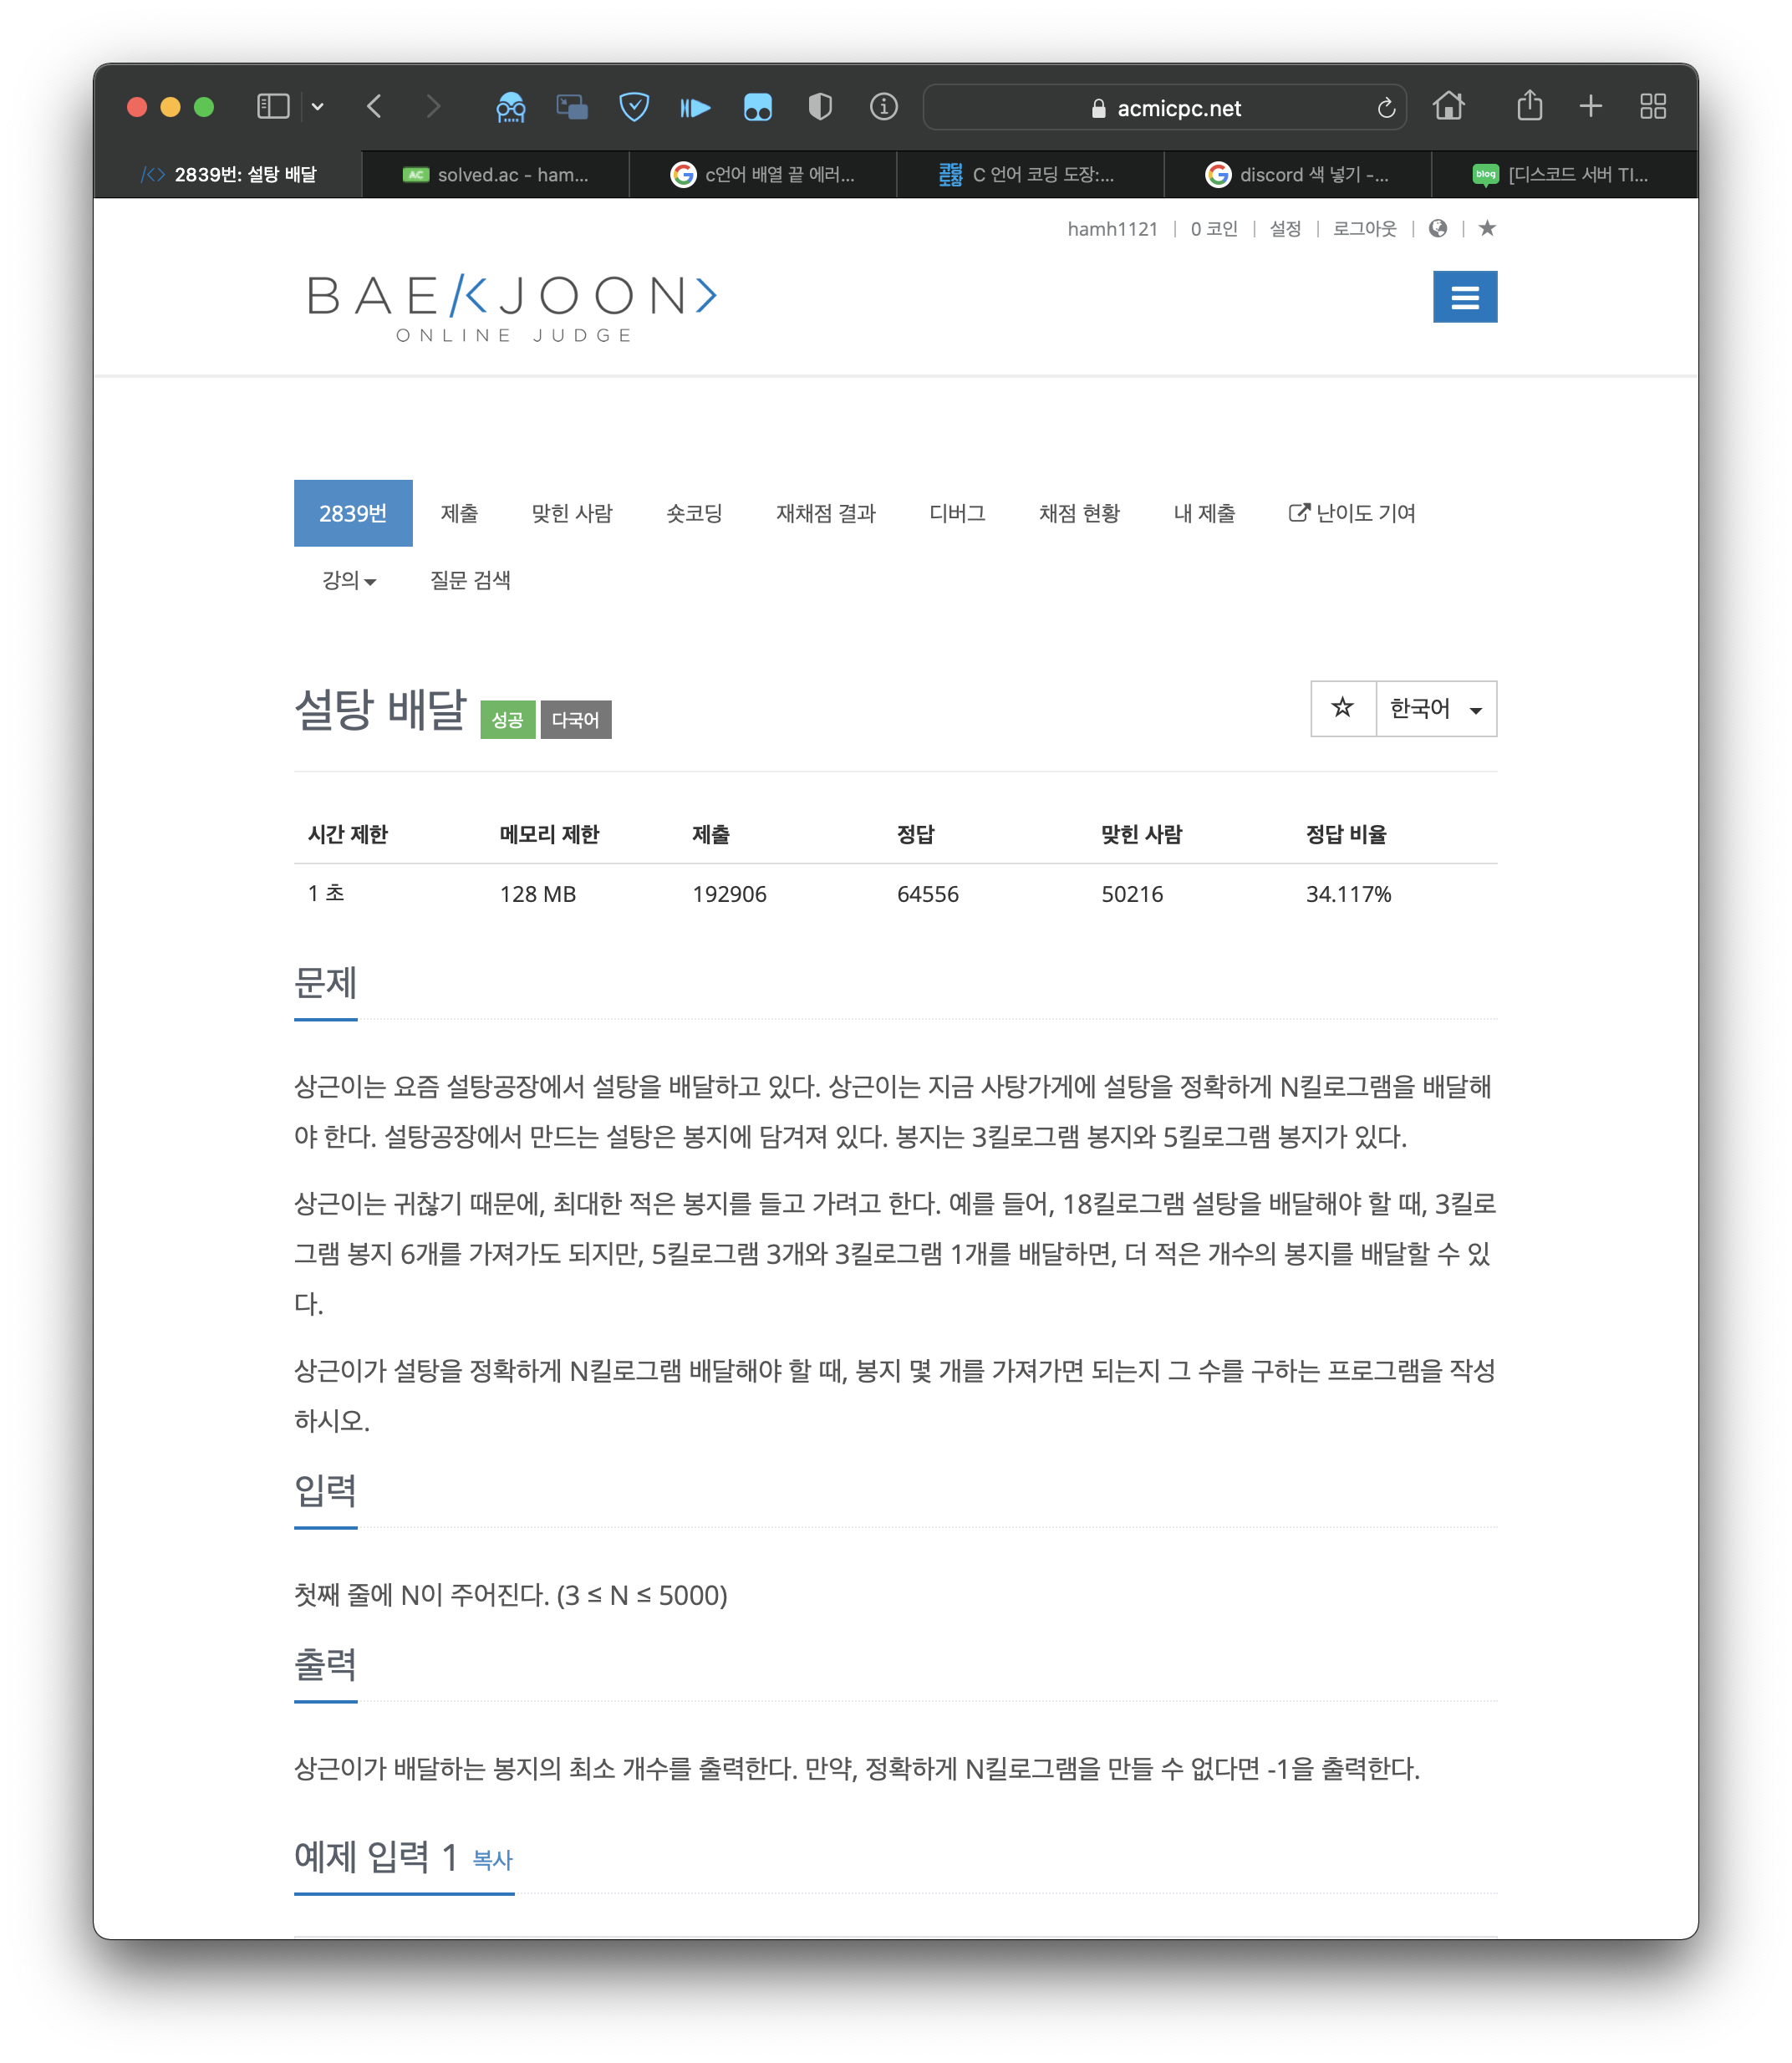 acmicpc.net
2839번: 설탕 배달
solved.ac - ham...
c언어 배열 끝 에러...
C 언어 코딩 도장:...
discord 색 넣기 -...
[디스코드 서버 TI...
hamh1121 | 0 코인 | 설정 | 로그아웃
BAEKJOON>
ONLINE JUDGE
2839번 제출 맞힌 사람 숏코딩 재채점 결과 디버그 채점 현황 내 제출 난이도 기여
강의 질문 검색
설탕 배달 성공 다국어 한국어
시간 제한 메모리 제한 제출 정답 맞힌 사람 정답 비율
1 초 128 MB 192906 64556 50216 34.117%
문제
상근이는 요즘 설탕공장에서 설탕을 배달하고 있다. 상근이는 지금 사탕가게에 설탕을 정확하게 N킬로그램을 배달해
야 한다. 설탕공장에서 만드는 설탕은 봉지에 담겨져 있다. 봉지는 3킬로그램 봉지와 5킬로그램 봉지가 있다.
상근이는 귀찮기 때문에, 최대한 적은 봉지를 들고 가려고 한다. 예를 들어, 18킬로그램 설탕을 배달해야 할 때, 3킬로
그램 봉지 6개를 가져가도 되지만, 5킬로그램 3개와 3킬로그램 1개를 배달하면, 더 적은 개수의 봉지를 배달할 수 있
다.
상근이가 설탕을 정확하게 N킬로그램 배달해야 할 때, 봉지 몇 개를 가져가면 되는지 그 수를 구하는 프로그램을 작성
하시오.
입력
첫째 줄에 N이 주어진다. (3 ≤ N ≤ 5000)
출력
상근이가 배달하는 봉지의 최소 개수를 출력한다. 만약, 정확하게 N킬로그램을 만들 수 없다면 -1을 출력한다.
예제 입력 1 복사